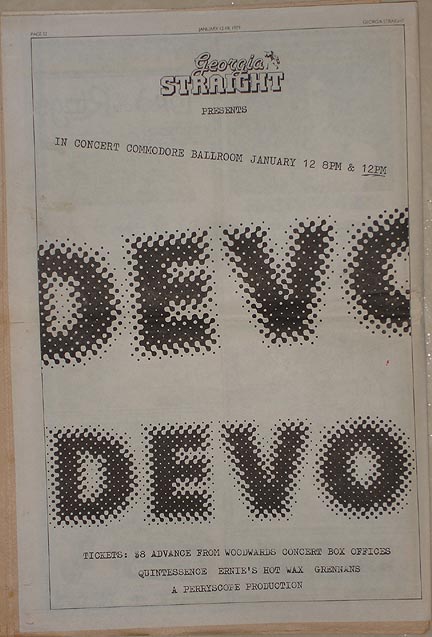 PAGE 32
JANUARY 12-18, 1979
GEORGIA STRAIGHT
Georgia
STRAIGHT
PRESENTS
IN CONCERT COMMODORE BALLROOM JANUARY 12 8PM & 12PM
DEVO
DEVO
TICKETS: $8 ADVANCE FROM WOODWARDS CONCERT BOX OFFICES
QUINTESSENCE ERNIE'S HOT WAX GRENNANS
A PERRYSCOPE PRODUCTION